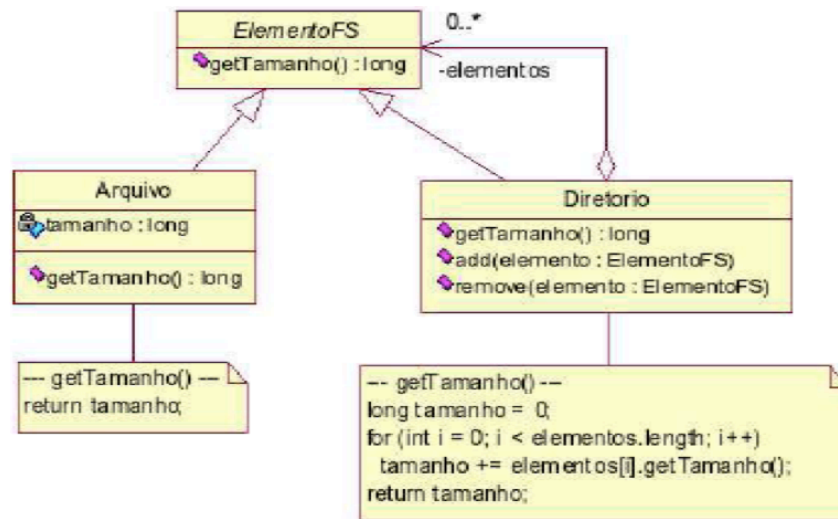 ElementoFS
getTamanho() : long
0..*
-elementos
Arquivo
tamanho : long
getTamanho() : long
Diretorio
getTamanho() : long
add(elemento : ElementoFS)
remove(elemento : ElementoFS)
--- getTamanho() ---
return tamanho;
--- getTamanho() ---
long tamanho = 0;
for (int i = 0; i < elementos.length; i++)
tamanho += elementos[i].getTamanho();
return tamanho;